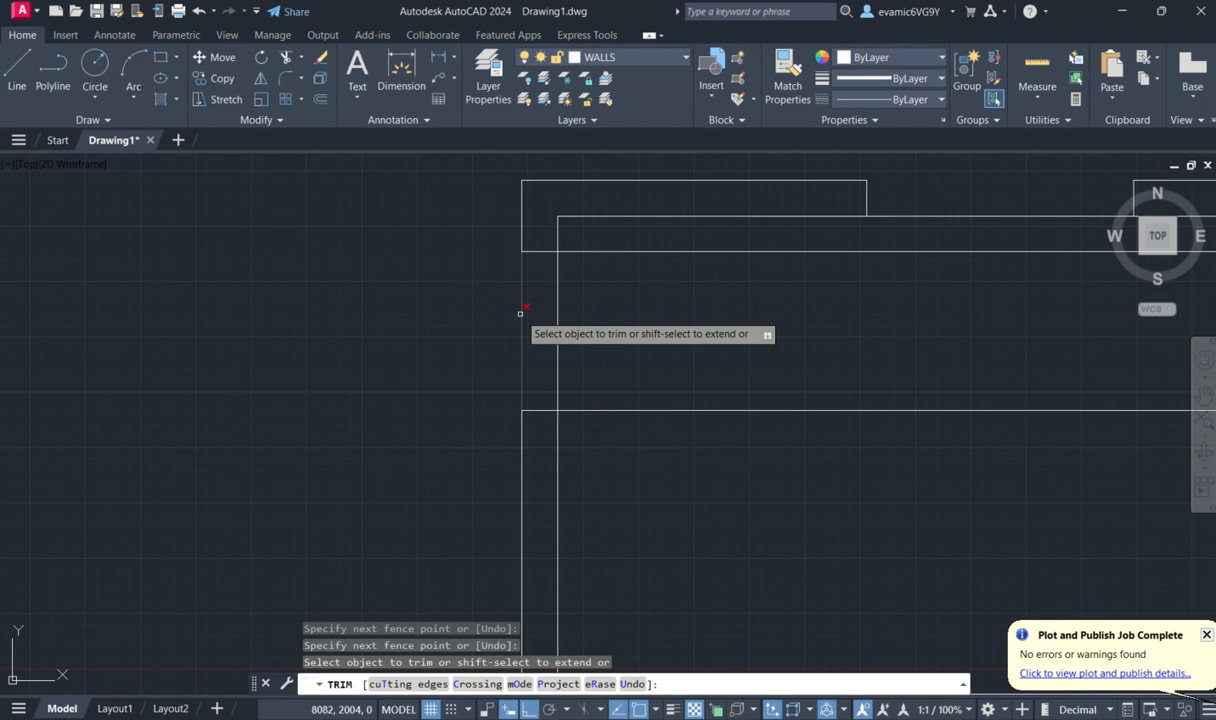 A Share Autodesk AutoCAD 2024 Drawing1.dwg Type a keyword or phrase evamic6VG9Y
Home Insert Annotate Parametric View Manage Output Add-ins Collaborate Featured Apps Express Tools
WALLS
ByLayer
Move
Copy
Stretch
ByLayer
ByLayer
Line Polyline Circle Arc
Text Dimension
Layer Properties
Insert
Match Properties
Group
Measure
Paste
Base
Draw Modify Annotation Layers Block Properties Groups Utilities Clipboard View
Start Drawing1*
[−][Top][2D Wireframe]
N
W TOP E
S
WCS
Select object to trim or shift-select to extend or
Y
X
Specify next fence point or [Undo]:
Specify next fence point or [Undo]:
Select object to trim or shift-select to extend or
TRIM [cuTting edges Crossing mOde Project eRase Undo]:
Plot and Publish Job Complete
No errors or warnings found
Click to view plot and publish details...
Model Layout1 Layout2 8082, 2004, 0 MODEL 1:1 / 100% Decimal